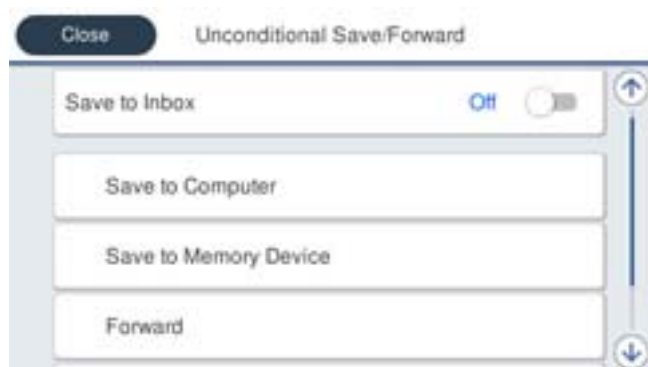 Close Unconditional Save/Forward
Save to Inbox Off
Save to Computer
Save to Memory Device
Forward